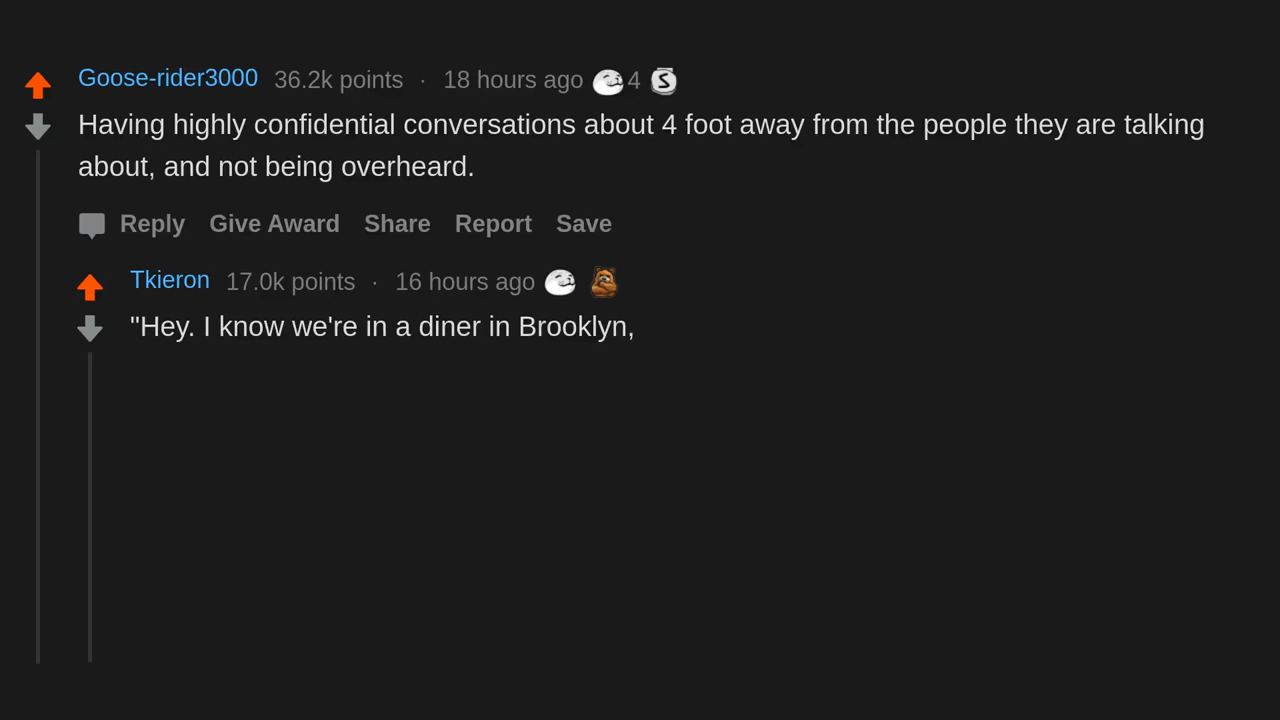 Goose-rider3000 36.2k points · 18 hours ago 4 S
Having highly confidential conversations about 4 foot away from the people they are talking
about, and not being overheard.
Reply Give Award Share Report Save
Tkieron 17.0k points · 16 hours ago
"Hey. I know we're in a diner in Brooklyn,